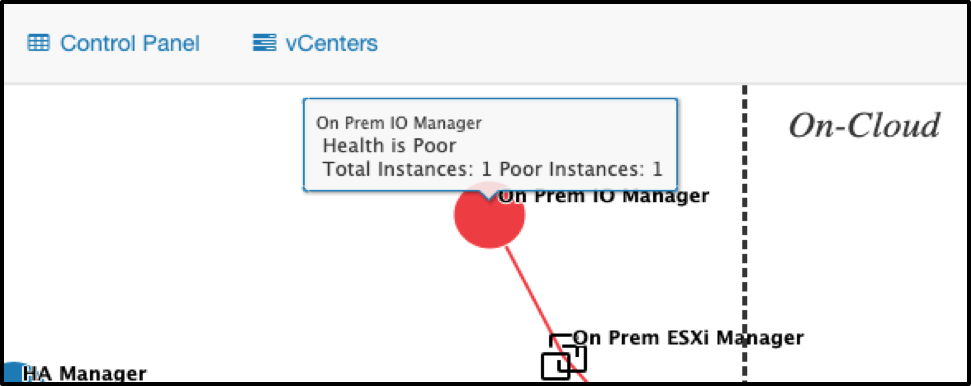 Control Panel
vCenters
On-Cloud
On Prem IO Manager
Health is Poor
Total Instances: 1 Poor Instances: 1
On Prem IO Manager
On Prem ESXi Manager
HA Manager